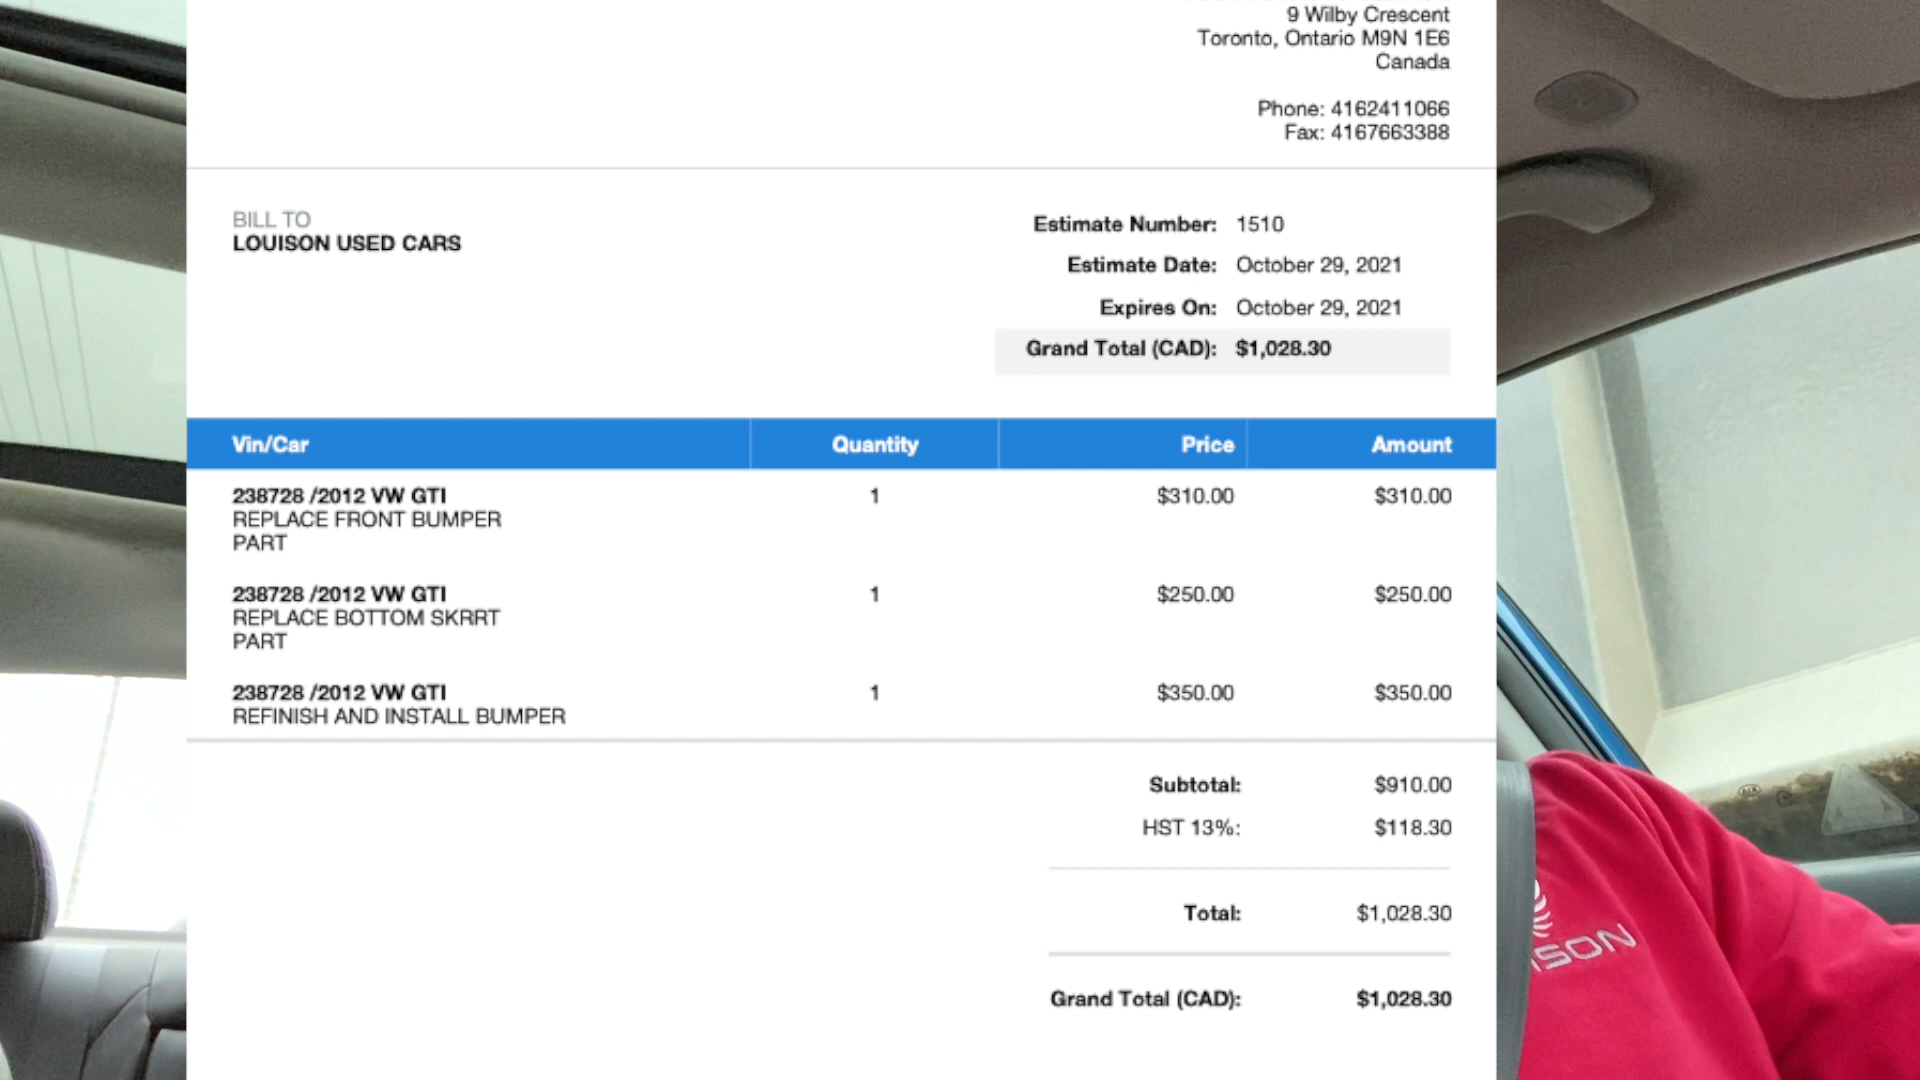 9 Wilby Crescent
Toronto, Ontario M9N 1E6
Canada
Phone: 4162411066
Fax: 4167663388
BILL TO
LOUISON USED CARS
Estimate Number: 1510
Estimate Date: October 29, 2021
Expires On: October 29, 2021
Grand Total (CAD): $1,028.30
Vin/Car Quantity Price Amount
238728 /2012 VW GTI 1 $310.00 $310.00
REPLACE FRONT BUMPER
PART
238728 /2012 VW GTI 1 $250.00 $250.00
REPLACE BOTTOM SKRRT
PART
238728 /2012 VW GTI 1 $350.00 $350.00
REFINISH AND INSTALL BUMPER
Subtotal: $910.00
HST 13%: $118.30
Total: $1,028.30
Grand Total (CAD): $1,028.30
ISON